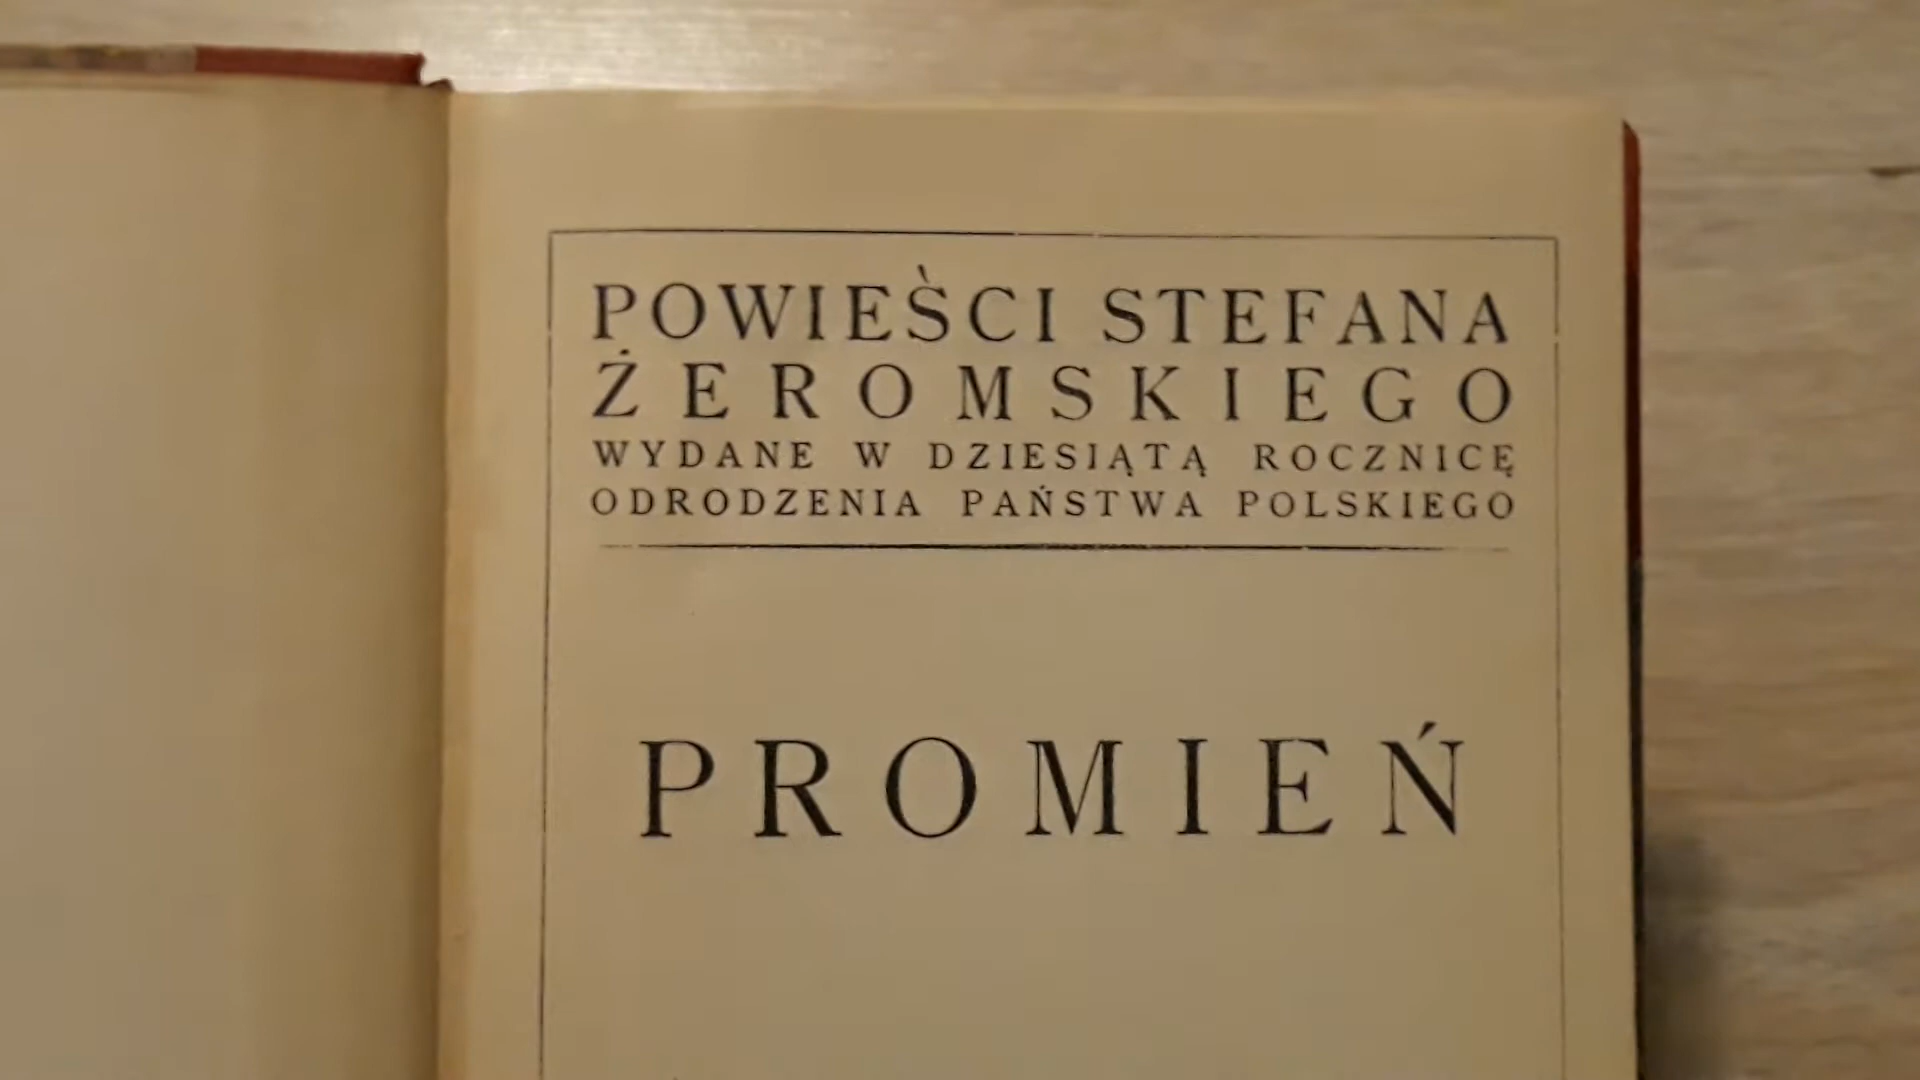 POWIEŚCI STEFANA
ŻEROMSKIEGO
WYDANE W DZIESIĄTĄ ROCZNICĘ
ODRODZENIA PAŃSTWA POLSKIEGO
PROMIEŃ